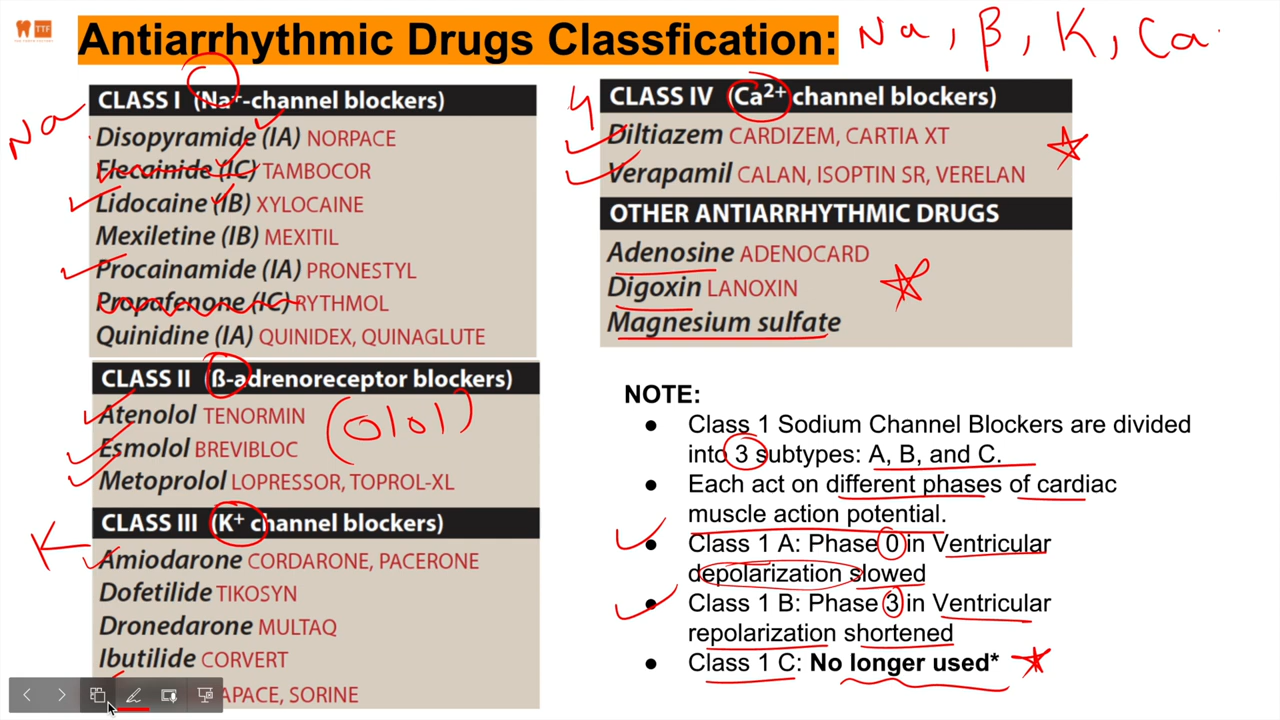 TTF
Antiarrhythmic Drugs Classfication:
Na, β, K, Ca
Na
CLASS I (Na⁺-channel blockers)
Disopyramide (IA) NORPACE
Flecainide (IC) TAMBOCOR
Lidocaine (IB) XYLOCAINE
Mexiletine (IB) MEXITIL
Procainamide (IA) PRONESTYL
Propafenone (IC) RYTHMOL
Quinidine (IA) QUINIDEX, QUINAGLUTE
CLASS II (ß-adrenoreceptor blockers)
Atenolol TENORMIN
Esmolol BREVIBLOC
(olol)
Metoprolol LOPRESSOR, TOPROL-XL
CLASS III (K⁺ channel blockers)
K
Amiodarone CORDARONE, PACERONE
Dofetilide TIKOSYN
Dronedarone MULTAQ
Ibutilide CORVERT
APACE, SORINE
4
CLASS IV (Ca²⁺ channel blockers)
Diltiazem CARDIZEM, CARTIA XT
Verapamil CALAN, ISOPTIN SR, VERELAN
OTHER ANTIARRHYTHMIC DRUGS
Adenosine ADENOCARD
Digoxin LANOXIN
Magnesium sulfate
NOTE:
● Class 1 Sodium Channel Blockers are divided
into 3 subtypes: A, B, and C.
● Each act on different phases of cardiac
muscle action potential.
● Class 1 A: Phase 0 in Ventricular
depolarization slowed
● Class 1 B: Phase 3 in Ventricular
repolarization shortened
● Class 1 C: No longer used*